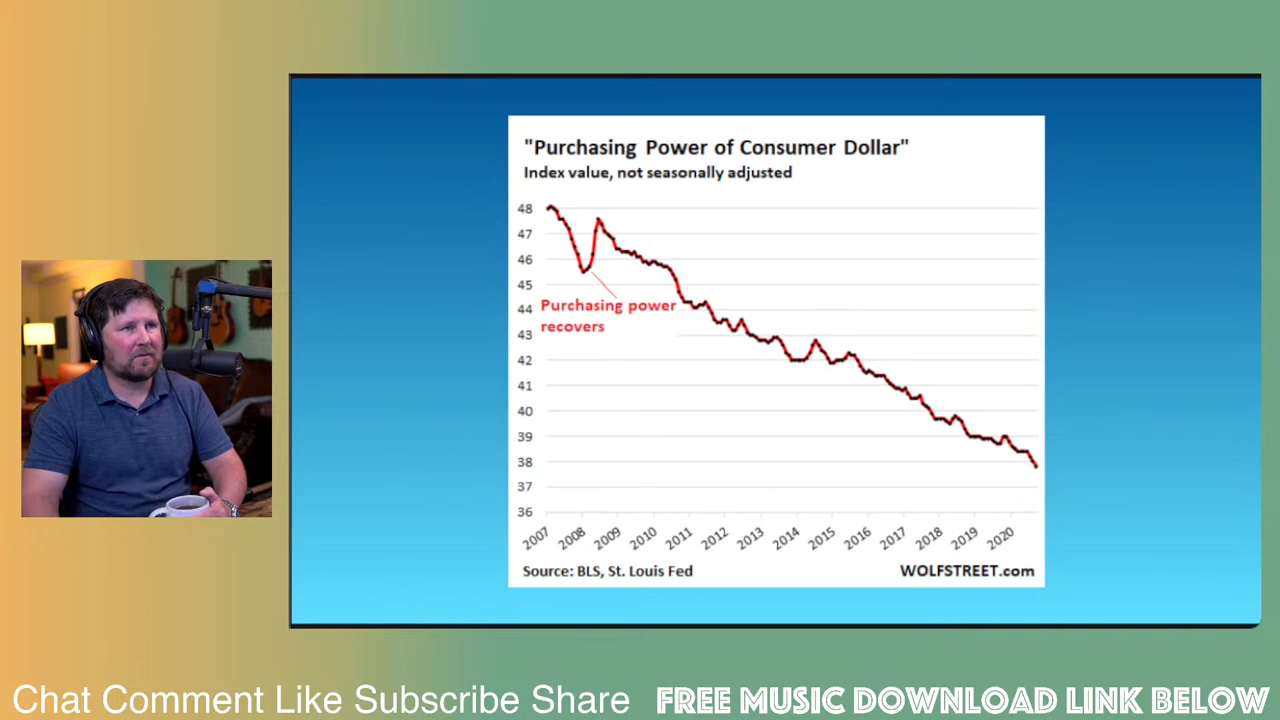 "Purchasing Power of Consumer Dollar"
Index value, not seasonally adjusted
48
47
46
45
44
43
42
41
40
39
38
37
36
Purchasing power
recovers
2007 2008 2009 2010 2011 2012 2013 2014 2015 2016 2017 2018 2019 2020
Source: BLS, St. Louis Fed
WOLFSTREET.com
Chat Comment Like Subscribe Share
FREE MUSIC DOWNLOAD LINK BELOW